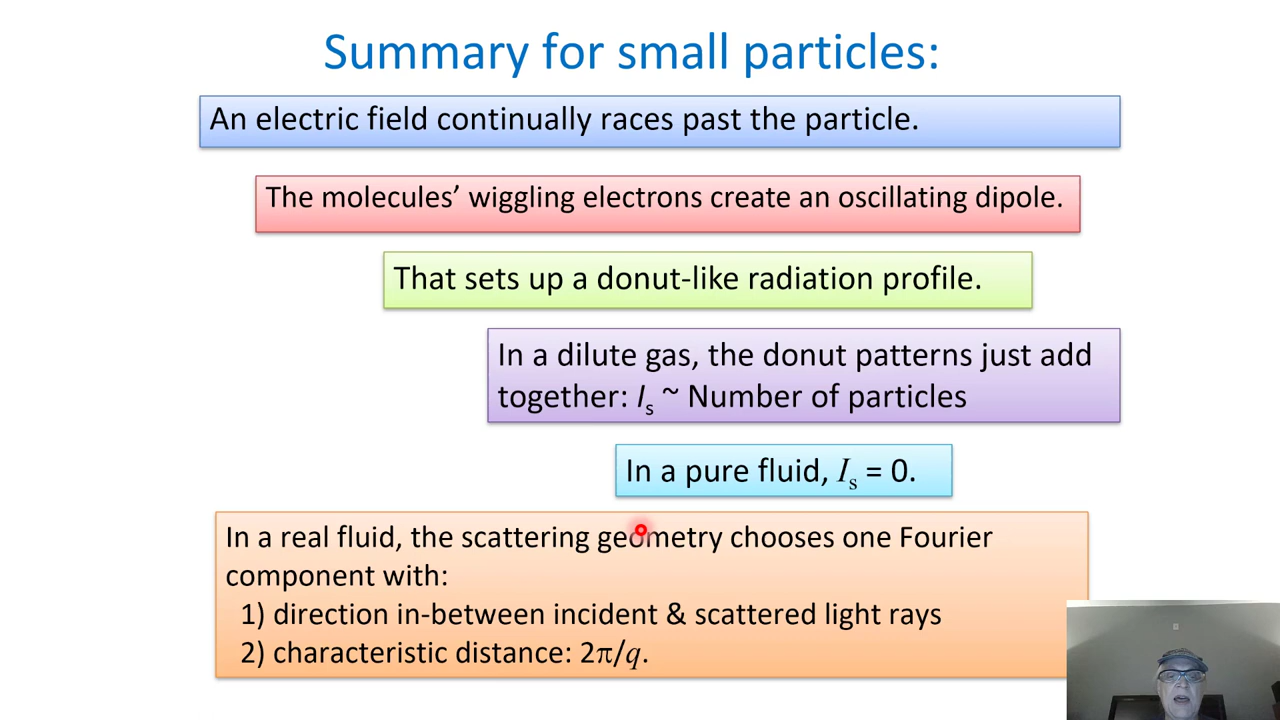 Summary for small particles:
An electric field continually races past the particle.
The molecules’ wiggling electrons create an oscillating dipole.
That sets up a donut-like radiation profile.
In a dilute gas, the donut patterns just add
together: Is ~ Number of particles
In a pure fluid, Is = 0.
In a real fluid, the scattering geometry chooses one Fourier
component with:
1) direction in-between incident & scattered light rays
2) characteristic distance: 2π/q.